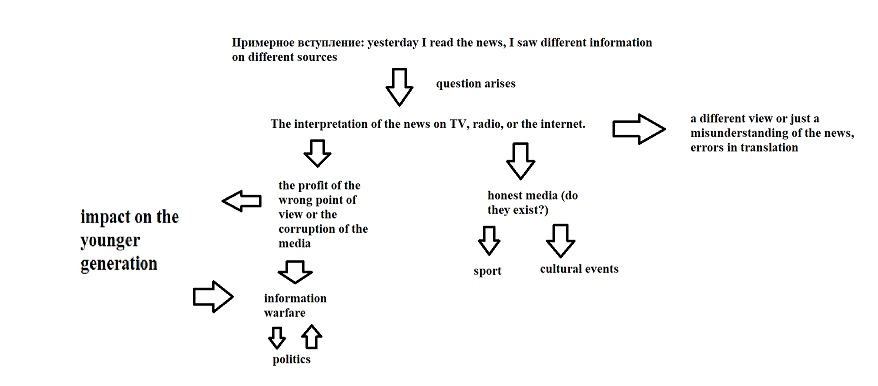 Примерное вступление: yesterday I read the news, I saw different information
on different sources
question arises
The interpretation of the news on TV, radio, or the internet.
a different view or just a
misunderstanding of the news,
errors in translation
the profit of the
wrong point of
view or the
corruption of the
media
honest media (do
they exist?)
impact on the
younger
generation
sport
cultural events
information
warfare
politics